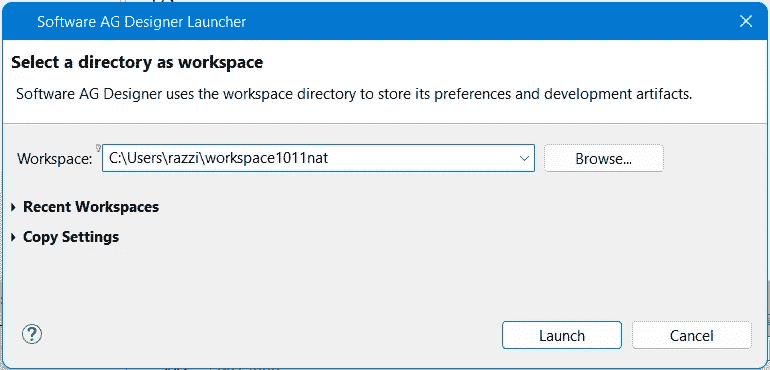 Software AG Designer Launcher
Select a directory as workspace
Software AG Designer uses the workspace directory to store its preferences and development artifacts.
Workspace: C:\Users\razzi\workspace1011nat Browse...
Recent Workspaces
Copy Settings
? Launch Cancel